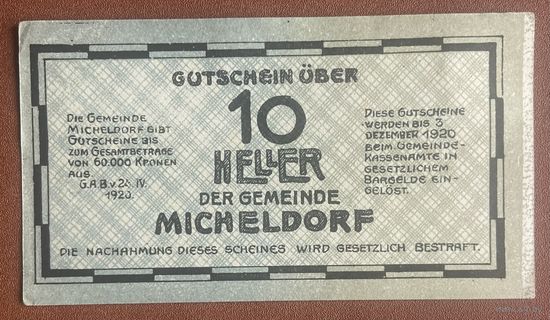 GUTSCHEIN ÜBER
10
HELLER
DER GEMEINDE
MICHELDORF
DIE GEMEINDE
MICHELDORF GIBT
GUTSCHEINE BIS
ZUM GESAMTBETRAGE
VON 60.000 KRONEN
AUS
G.A.B. v. IV.
1920.
DIESE GUTSCHEINE
WERDEN BIS 3
DEZEMBER 1920
BEIM GEMEINDE-
KASSENAMTE IN
GESETZLICHEM
BARGELDE EIN-
GELÖST.
DIE NACHAHMUNG DIESES SCHEINES WIRD GESETZLICH BESTRAFT.